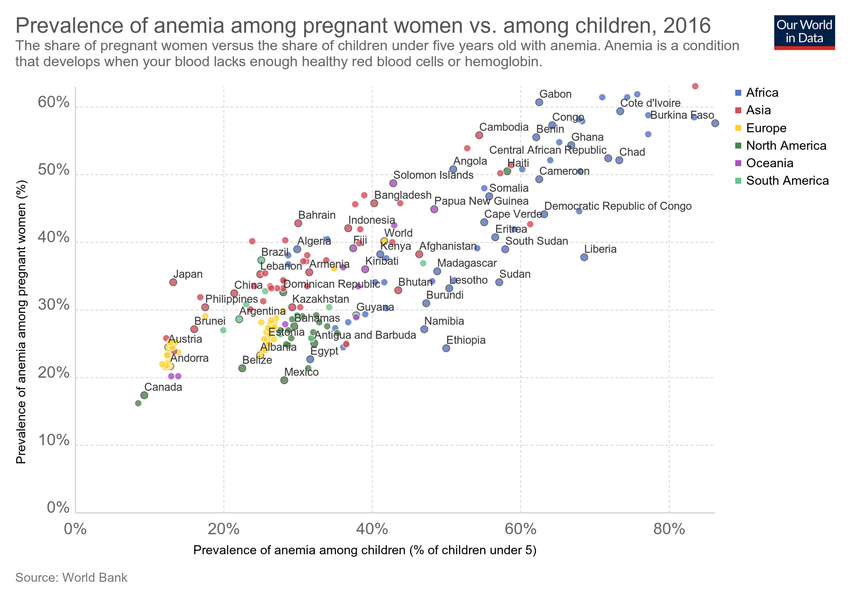 Prevalence of anemia among pregnant women vs. among children, 2016
Our World
in Data
The share of pregnant women versus the share of children under five years old with anemia. Anemia is a condition
that develops when your blood lacks enough healthy red blood cells or hemoglobin.
Prevalence of anemia among pregnant women (%)
60%
50%
40%
30%
20%
10%
0%
Gabon
Cote d'Ivoire
Congo
Burkina Faso
Cambodia
Benin
Ghana
Central African Republic
Chad
Angola
Haiti
Cameroon
Solomon Islands
Somalia
Bangladesh
Papua New Guinea
Democratic Republic of Congo
Bahrain
Indonesia
Cape Verde
World
Eritrea
Algeria
Fiji
Kenya
Afghanistan
South Sudan
Liberia
Brazil
Kiribati
Lebanon
Armenia
Madagascar
Japan
China
Dominican Republic
Bhutan
Lesotho
Sudan
Philippines
Kazakhstan
Burundi
Argentina
Bahamas
Guyana
Brunei
Estonia
Antigua and Barbuda
Namibia
Austria
Albania
Egypt
Ethiopia
Andorra
Belize
Mexico
Canada
0%
20%
40%
60%
80%
Prevalence of anemia among children (% of children under 5)
Africa
Asia
Europe
North America
Oceania
South America
Source: World Bank